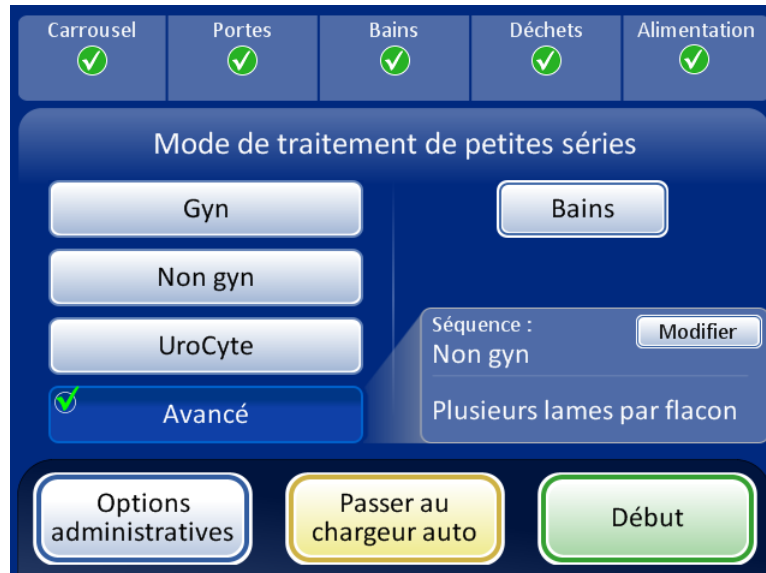 Carrousel
Portes
Bains
Déchets
Alimentation
Mode de traitement de petites séries
Gyn
Bains
Non gyn
UroCyte
Séquence :
Non gyn
Modifier
Avancé
Plusieurs lames par flacon
Options
administratives
Passer au
chargeur auto
Début